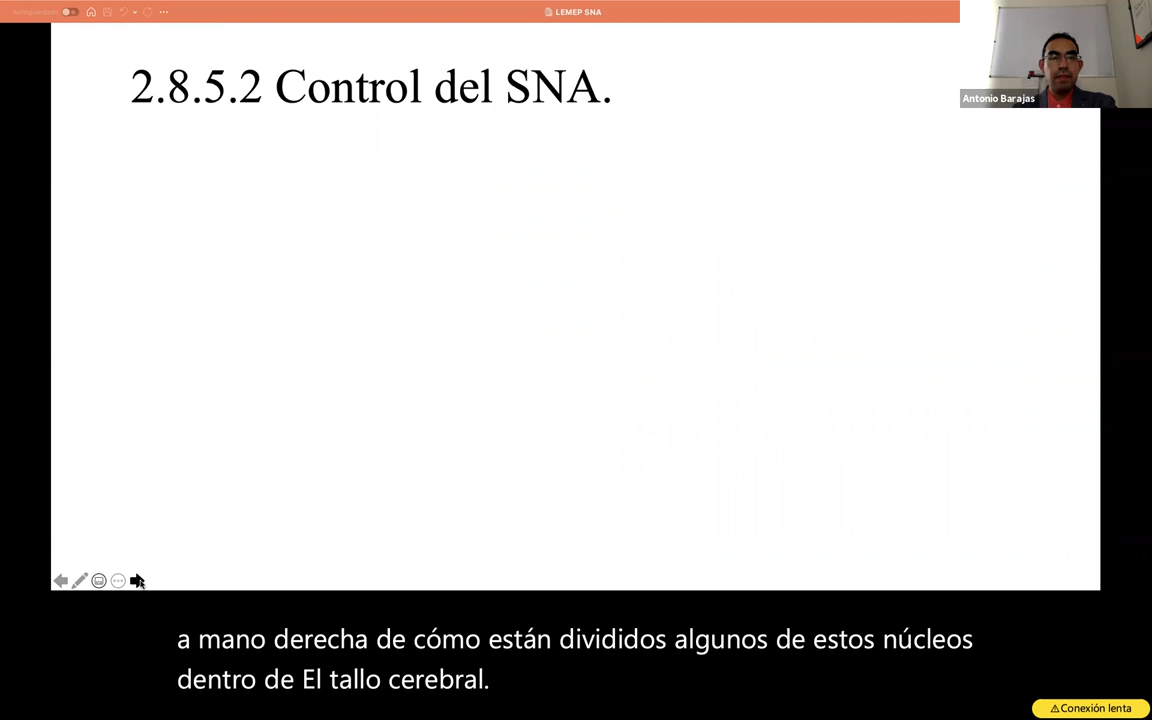 Autoguardado
LEMEP SNA
2.8.5.2 Control del SNA.
Antonio Barajas
a mano derecha de cómo están divididos algunos de estos núcleos
dentro de El tallo cerebral.
⚠Conexión lenta